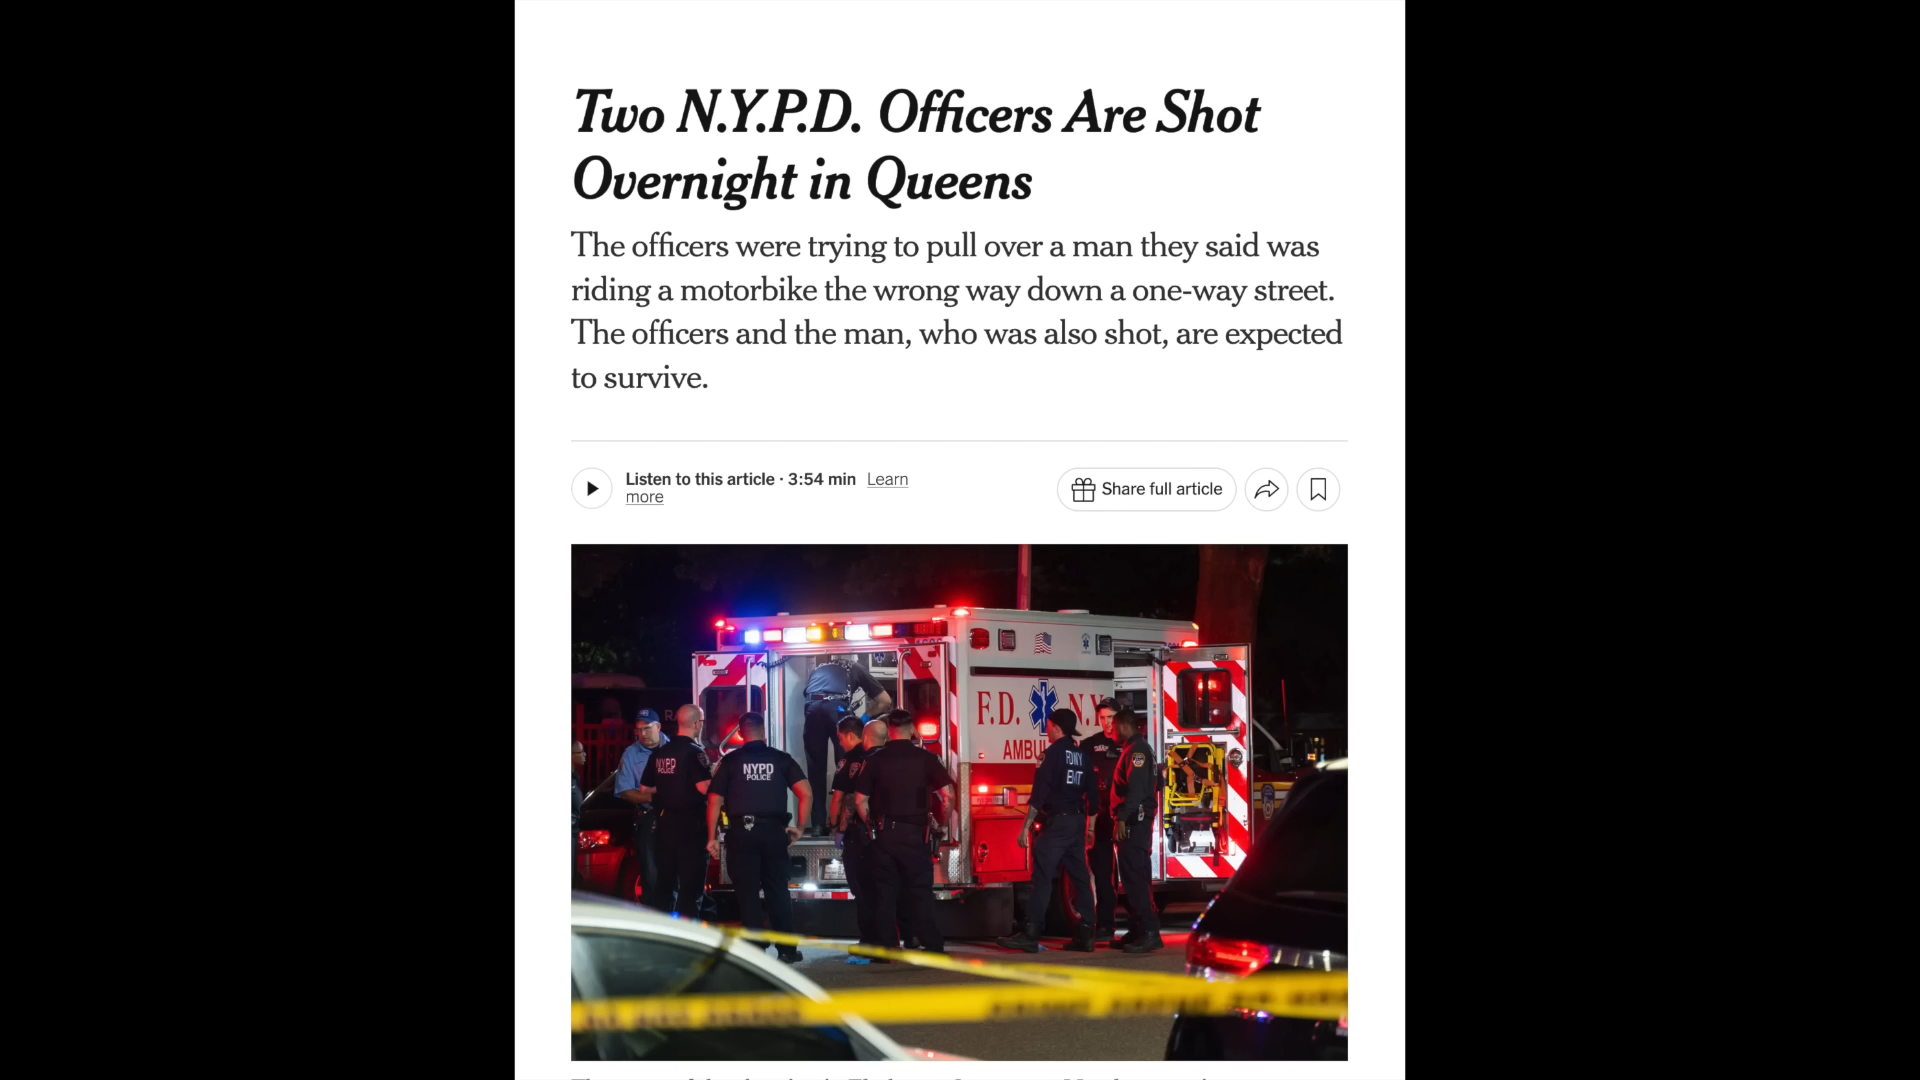 Two N.Y.P.D. Officers Are Shot
Overnight in Queens
The officers were trying to pull over a man they said was
riding a motorbike the wrong way down a one-way street.
The officers and the man, who was also shot, are expected
to survive.
Listen to this article · 3:54 min Learn
more
Share full article
F.D. N.Y.
AMBU
NYPD
POLICE
NYPD
POLICE
FDNY
EMT